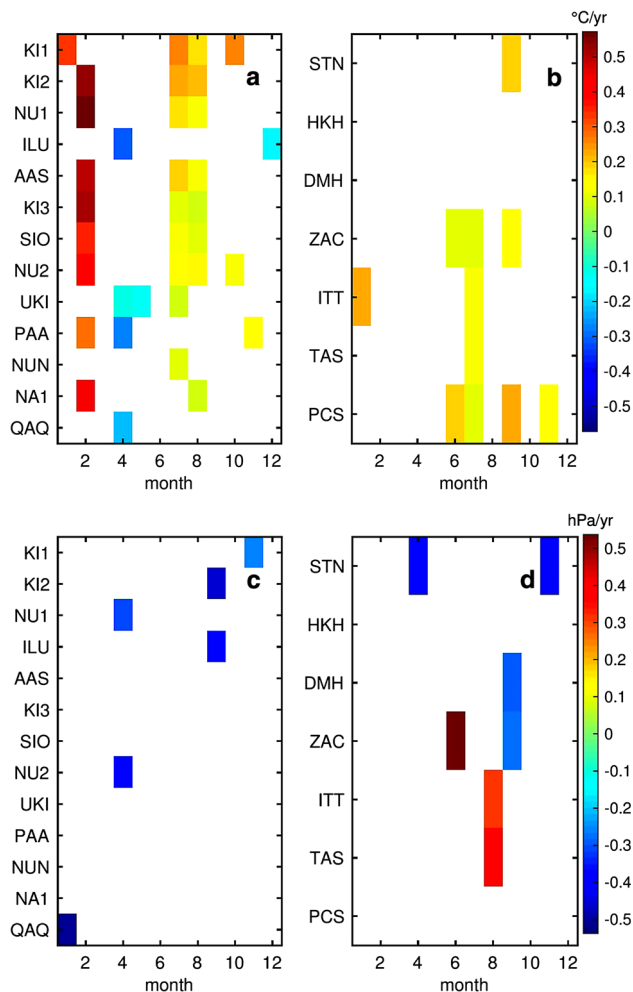 °C/yr
KI1
KI2
NU1
ILU
AAS
KI3
SIO
NU2
UKI
PAA
NUN
NA1
QAQ
a
2 4 6 8 10 12
month
STN
HKH
DMH
ZAC
ITT
TAS
PCS
b
2 4 6 8 10 12
month
0.5
0.4
0.3
0.2
0.1
0
-0.1
-0.2
-0.3
-0.4
-0.5
hPa/yr
KI1
KI2
NU1
ILU
AAS
KI3
SIO
NU2
UKI
PAA
NUN
NA1
QAQ
c
2 4 6 8 10 12
month
STN
HKH
DMH
ZAC
ITT
TAS
PCS
d
2 4 6 8 10 12
month
0.5
0.4
0.3
0.2
0.1
0
-0.1
-0.2
-0.3
-0.4
-0.5